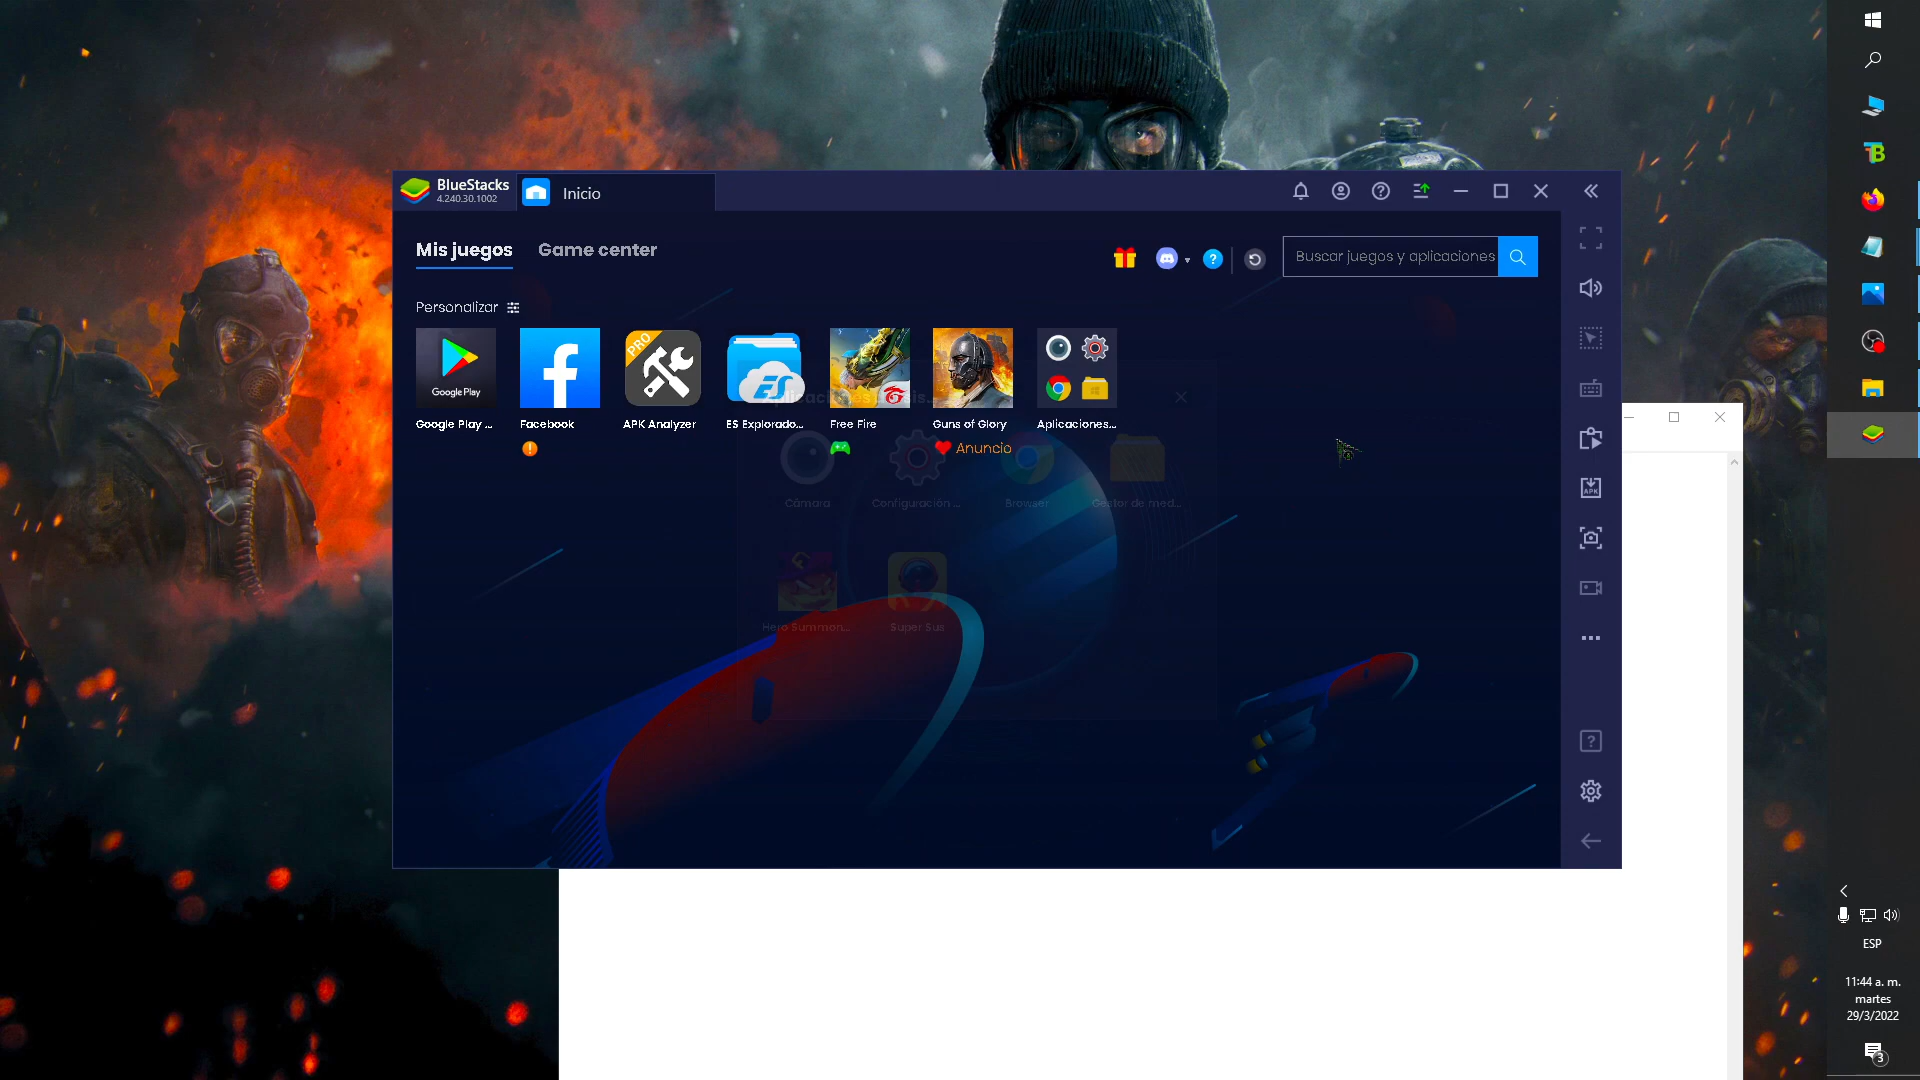 BlueStacks
4.240.30.1002
Inicio
Mis juegos
Game center
Buscar juegos y aplicaciones
Personalizar
Google Play
PRO
Google Play ...
Facebook
APK Analyzer
ES Explorado...
Free Fire
Guns of Glory
Aplicaciones...
Anuncio
Cámara
Configuración ...
Browser
Gestor de med...
Hero Summon...
Super Sus
APK
ESP
11:44 a. m.
martes
29/3/2022
3